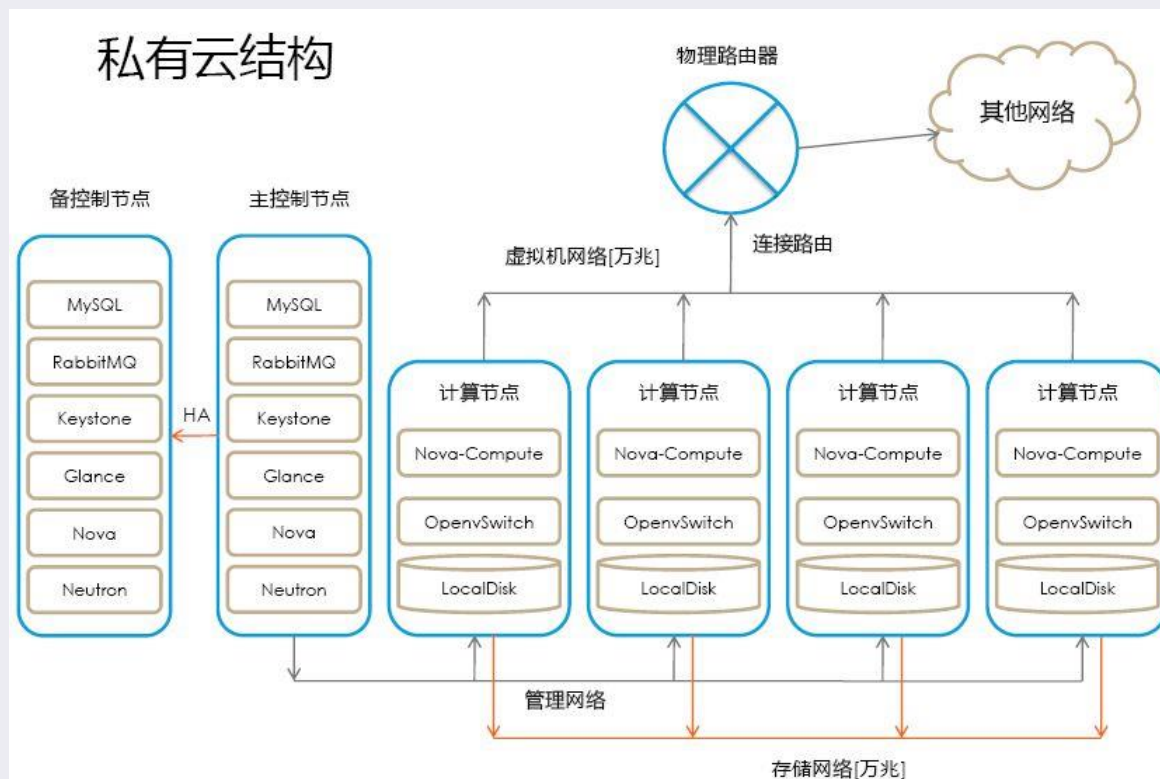 私有云结构
物理路由器
其他网络
备控制节点
主控制节点
连接路由
虚拟机网络[万兆]
MySQL
RabbitMQ
Keystone
Glance
Nova
Neutron
HA
MySQL
RabbitMQ
Keystone
Glance
Nova
Neutron
计算节点
Nova-Compute
OpenvSwitch
LocalDisk
计算节点
Nova-Compute
OpenvSwitch
LocalDisk
计算节点
Nova-Compute
OpenvSwitch
LocalDisk
计算节点
Nova-Compute
OpenvSwitch
LocalDisk
管理网络
存储网络[万兆]